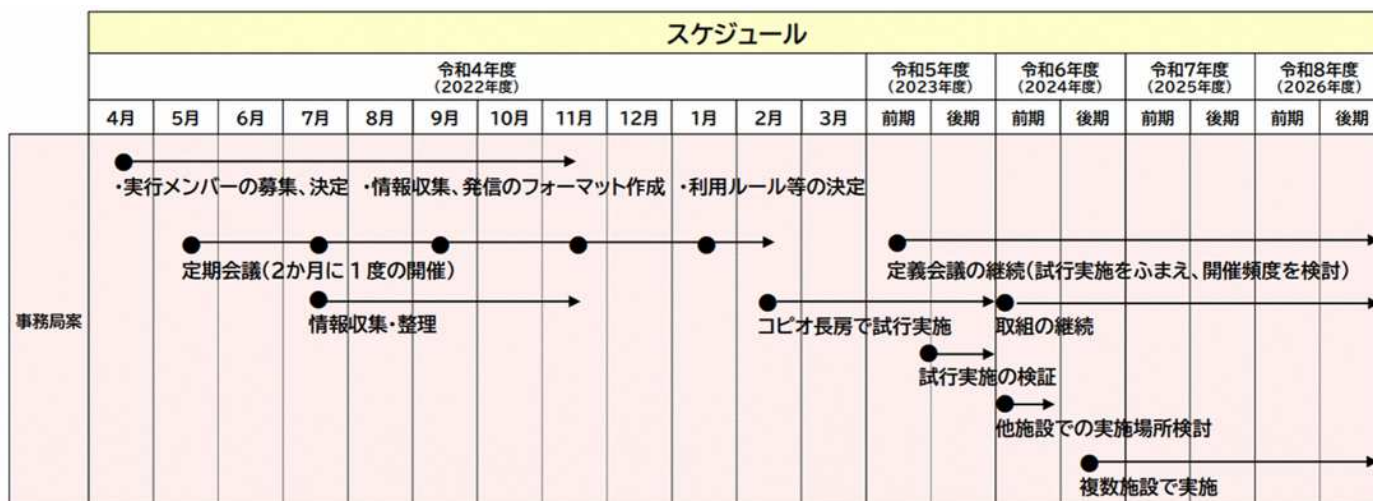 スケジュール
令和4年度 令和5年度 令和6年度 令和7年度 令和8年度
（2022年度） （2023年度） （2024年度） （2025年度） （2026年度）
4月 5月 6月 7月 8月 9月 10月 11月 12月 1月 2月 3月 前期 後期 前期 後期 前期 後期 前期 後期
・実行メンバーの募集、決定 ・情報収集、発信のフォーマット作成 ・利用ルール等の決定
定期会議（2か月に1度の開催） 定義会議の継続（試行実施をふまえ、開催頻度を検討）
事務局案
情報収集・整理 コピオ長房で試行実施 取組の継続
試行実施の検証
他施設での実施場所検討
複数施設で実施